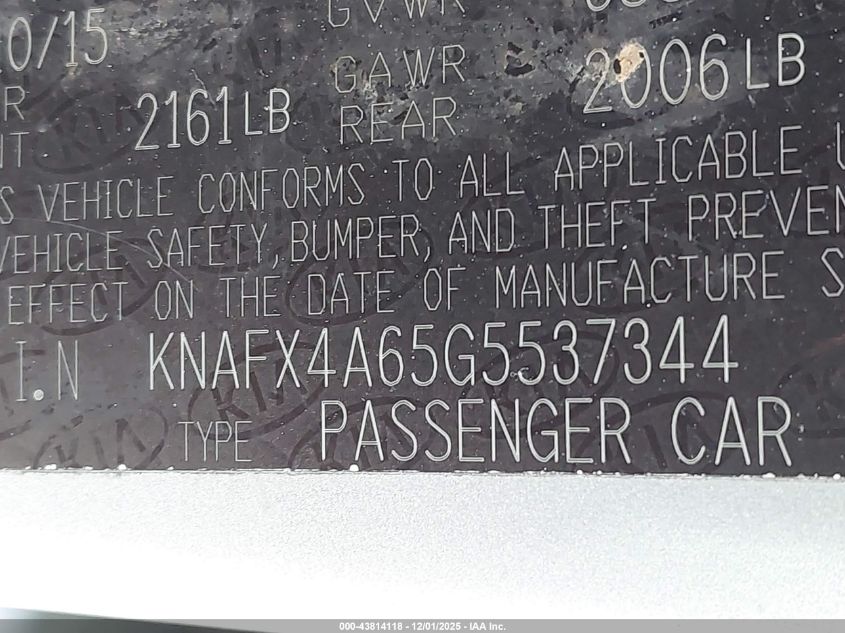 0/15 GVWR
R 2161LB GAWR 2006LB
NT REAR
S VEHICLE CONFORMS TO ALL APPLICABLE U
VEHICLE SAFETY, BUMPER, AND THEFT PREVEN
EFFECT ON THE DATE OF MANUFACTURE S
I.N KNAFX4A65G5537344
TYPE PASSENGER CAR
000-43814118 - 12/01/2025 - IAA Inc.